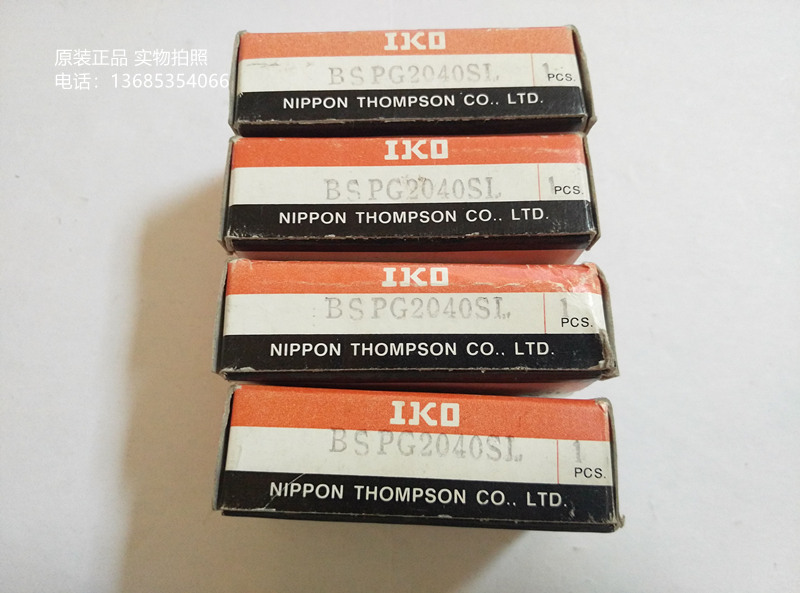 原装正品 实物拍照
电话：13685354066
IKO
BSPG2040SL
1 PCS.
NIPPON THOMPSON CO., LTD.
IKO
BSPG2040SL
1 PCS.
NIPPON THOMPSON CO., LTD.
IKO
BSPG2040SL
1 PCS.
NIPPON THOMPSON CO., LTD.
IKO
BSPG2040SL
1 PCS.
NIPPON THOMPSON CO., LTD.